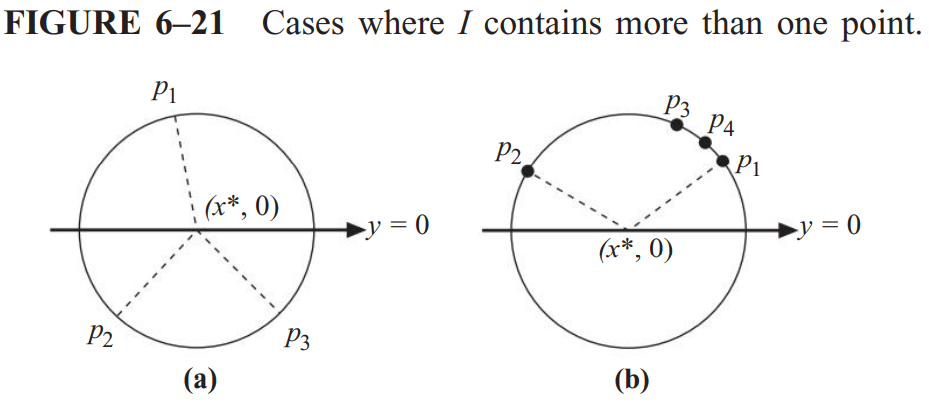 FIGURE 6–21 Cases where I contains more than one point.
p1
(x*, 0)
y = 0
p2
p3
(a)
p3
p4
p2
p1
y = 0
(x*, 0)
(b)